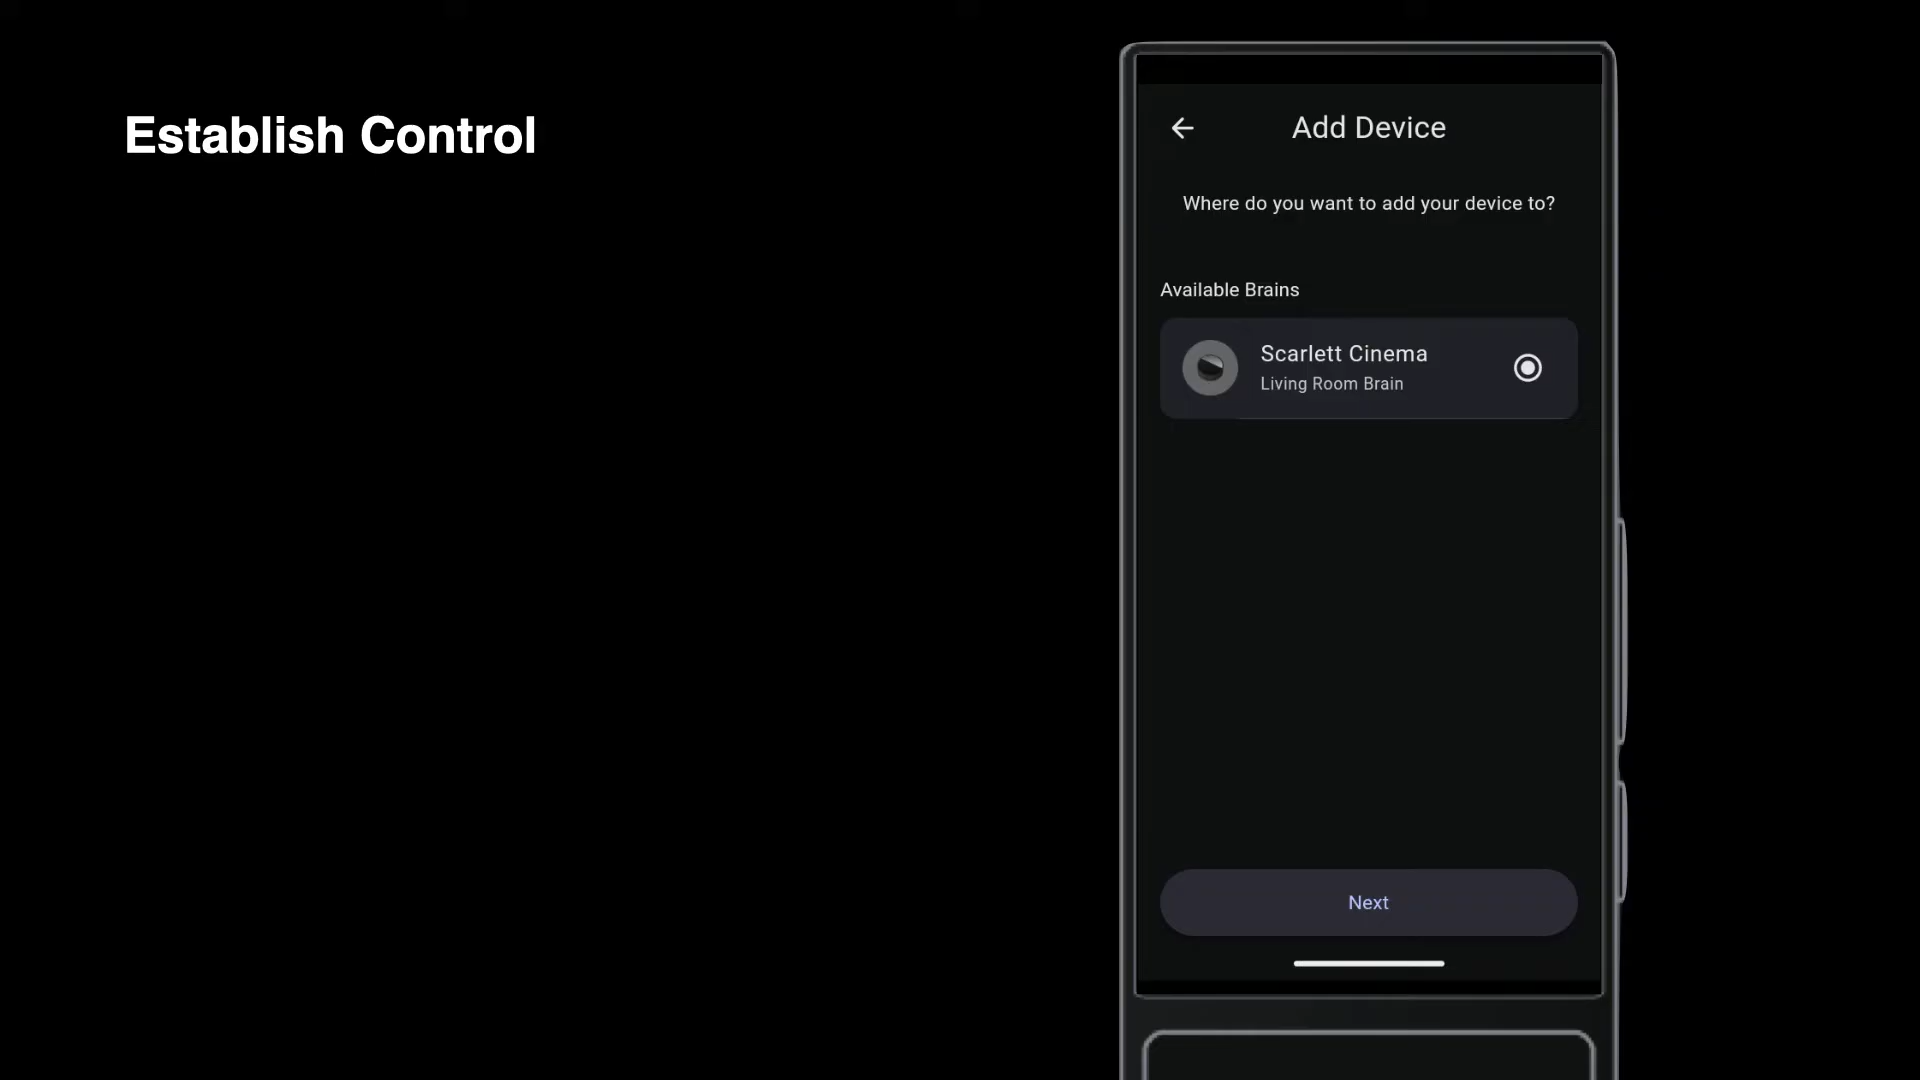 Establish Control
Add Device
Where do you want to add your device to?
Available Brains
Scarlett Cinema
Living Room Brain
Next